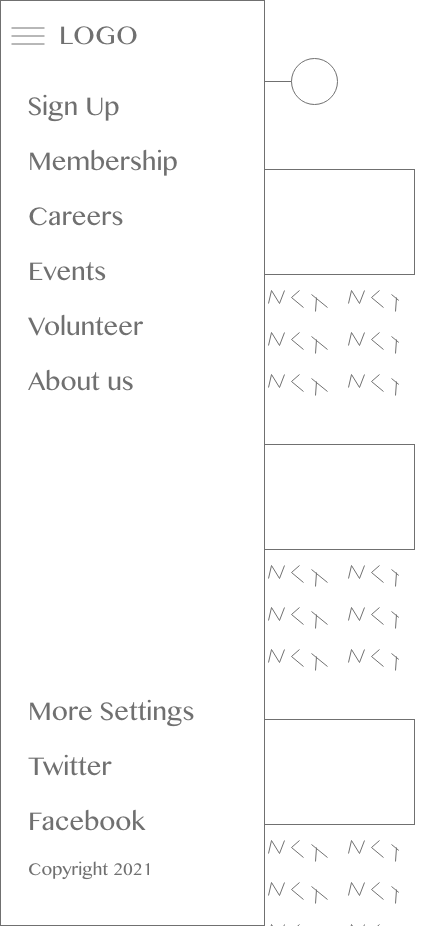 LOGO
Sign Up
Membership
Careers
Events
Volunteer
About us
More Settings
Twitter
Facebook
Copyright 2021